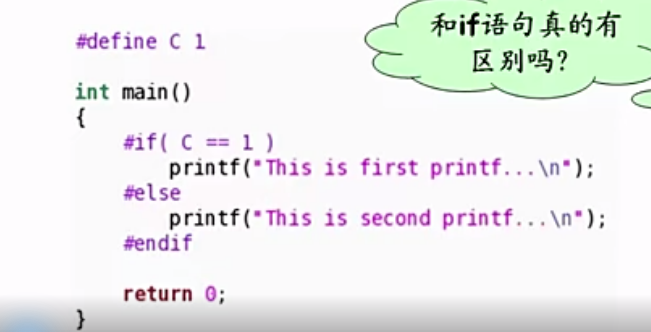 和if语句真的有
区别吗?
#define C 1
int main()
{
#if( C == 1 )
printf("This is first printf...\n");
#else
printf("This is second printf...\n");
#endif
return 0;
}